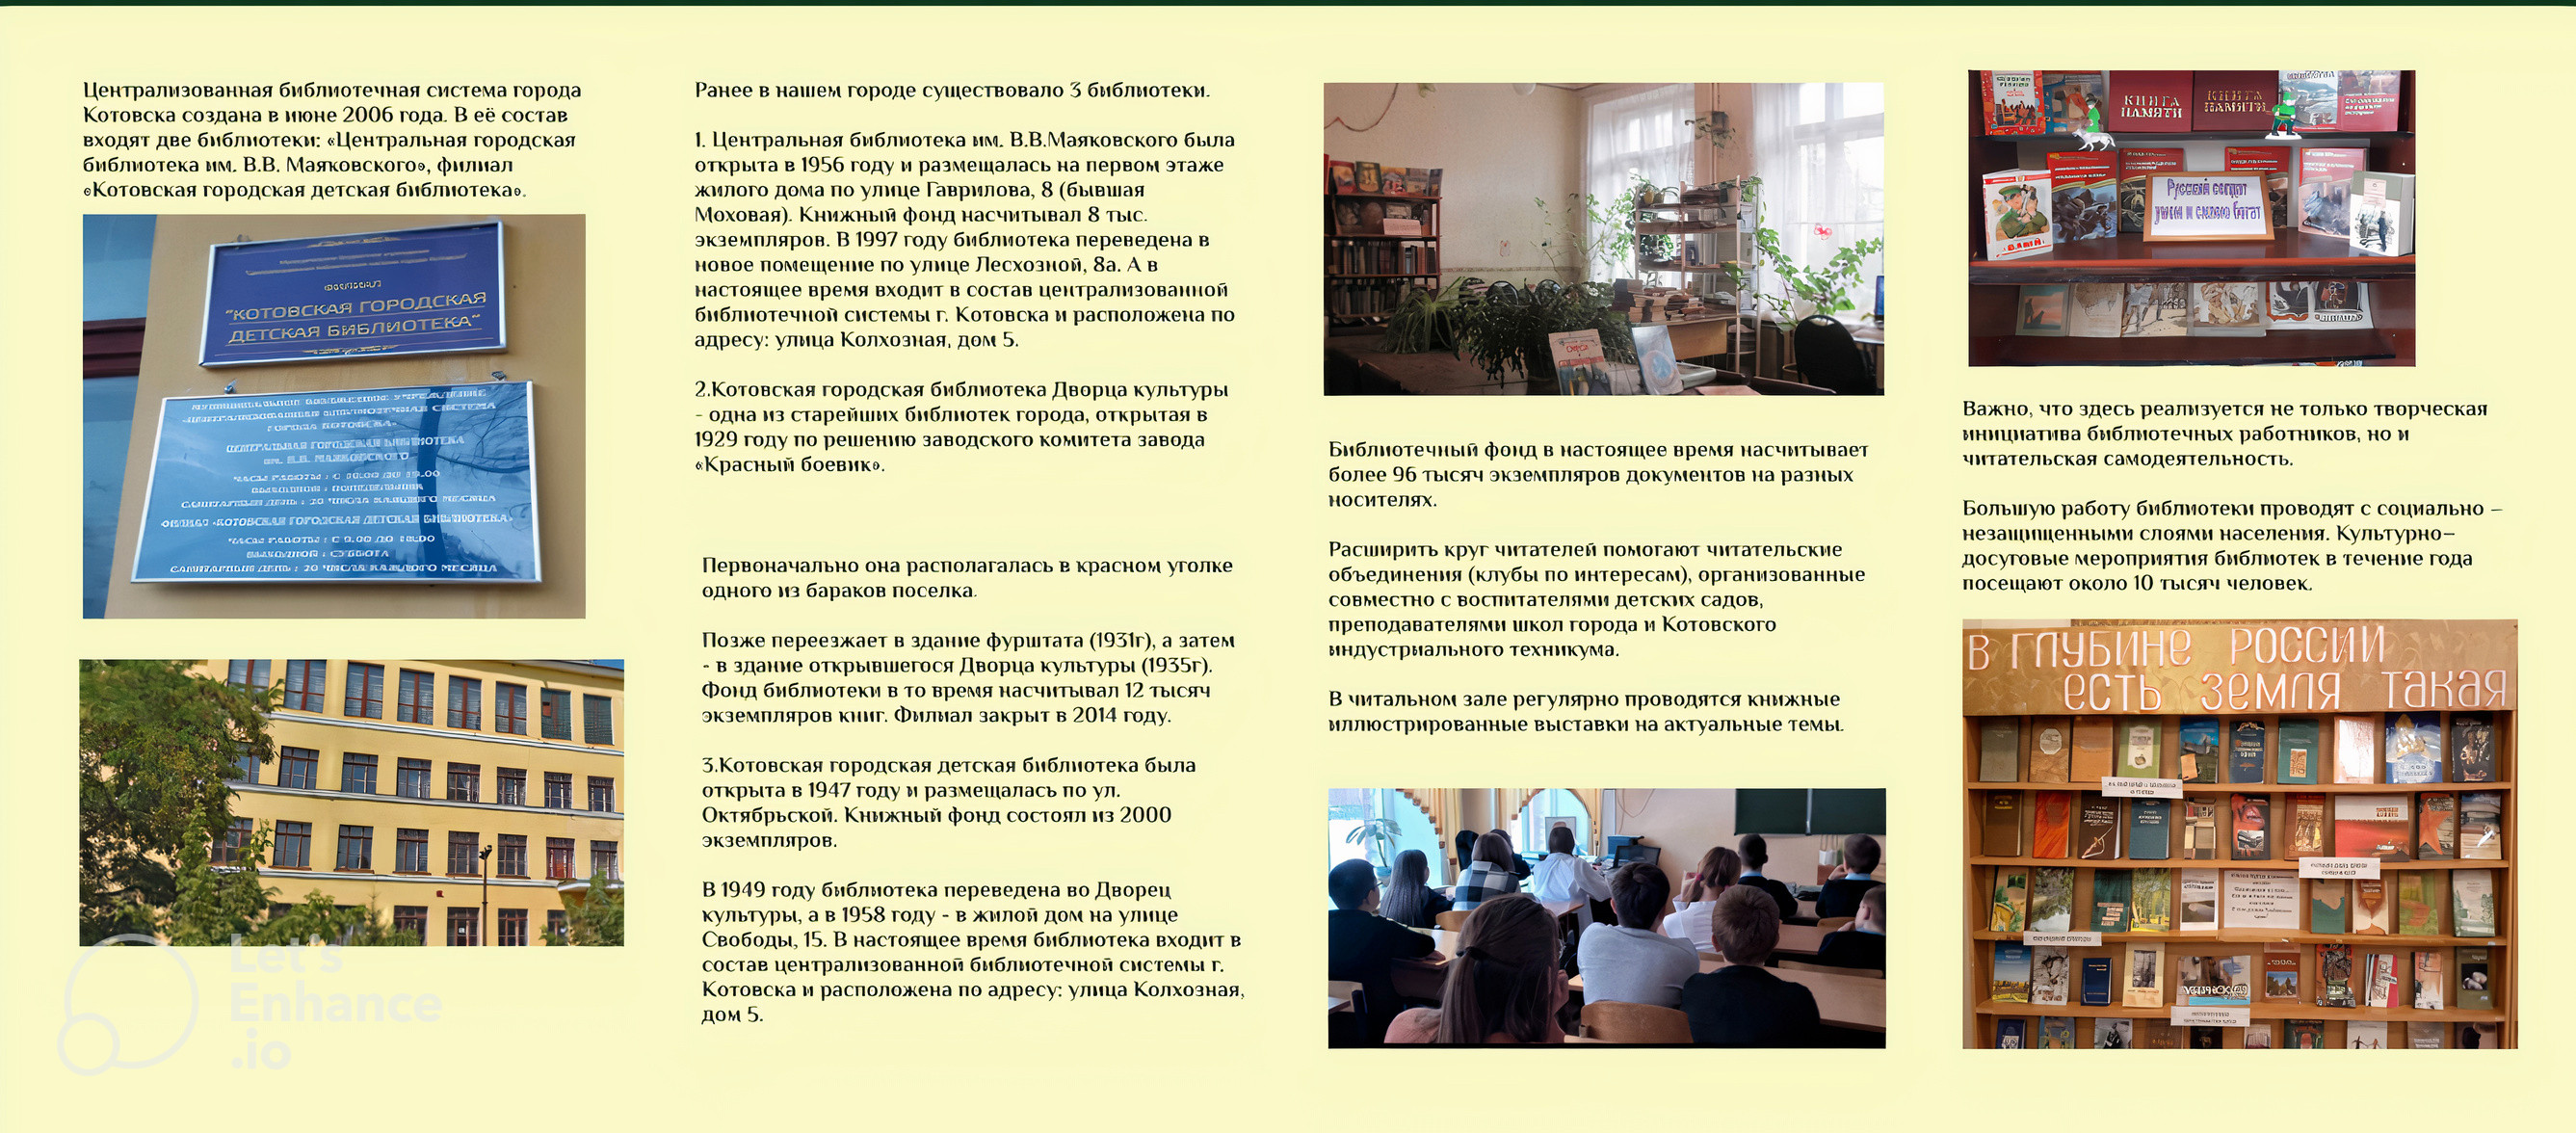 Централизованная библиотечная система города
Котовска создана в июне 2006 года. В её состав
входят две библиотеки: «Центральная городская
библиотека им. В.В. Маяковского», филиал
«Котовская городская детская библиотека».
ФИЛИАЛ
"КОТОВСКАЯ ГОРОДСКАЯ
ДЕТСКАЯ БИБЛИОТЕКА"
МУНИЦИПАЛЬНОЕ БЮДЖЕТНОЕ УЧРЕЖДЕНИЕ
«ЦЕНТРАЛИЗОВАННАЯ БИБЛИОТЕЧНАЯ СИСТЕМА
ГОРОДА КОТОВСКА»
ЦЕНТРАЛЬНАЯ ГОРОДСКАЯ БИБЛИОТЕКА
ИМ. В.В. МАЯКОВСКОГО
ЧАСЫ РАБОТЫ : С 10.00 ДО 19.00
ВЫХОДНОЙ : ПОНЕДЕЛЬНИК
САНИТАРНЫЙ ДЕНЬ : 20 ЧИСЛА КАЖДОГО МЕСЯЦА
ФИЛИАЛ «КОТОВСКАЯ ГОРОДСКАЯ ДЕТСКАЯ БИБЛИОТЕКА»
ЧАСЫ РАБОТЫ : С 9.00 ДО 18.00
ВЫХОДНОЙ : СУББОТА
САНИТАРНЫЙ ДЕНЬ : 20 ЧИСЛА КАЖДОГО МЕСЯЦА
Let's
Enhance
.io
Ранее в нашем городе существовало 3 библиотеки.
1. Центральная библиотека им. В.В.Маяковского была
открыта в 1956 году и размещалась на первом этаже
жилого дома по улице Гаврилова, 8 (бывшая
Моховая). Книжный фонд насчитывал 8 тыс.
экземпляров. В 1997 году библиотека переведена в
новое помещение по улице Лесхозной, 8а. А в
настоящее время входит в состав централизованной
библиотечной системы г. Котовска и расположена по
адресу: улица Колхозная, дом 5.
2.Котовская городская библиотека Дворца культуры
- одна из старейших библиотек города, открытая в
1929 году по решению заводского комитета завода
«Красный боевик».
Первоначально она располагалась в красном уголке
одного из бараков поселка.
Позже переезжает в здание фурштата (1931г), а затем
- в здание открывшегося Дворца культуры (1935г).
Фонд библиотеки в то время насчитывал 12 тысяч
экземпляров книг. Филиал закрыт в 2014 году.
3.Котовская городская детская библиотека была
открыта в 1947 году и размещалась по ул.
Октябрьской. Книжный фонд состоял из 2000
экземпляров.
В 1949 году библиотека переведена во Дворец
культуры, а в 1958 году - в жилой дом на улице
Свободы, 15. В настоящее время библиотека входит в
состав централизованной библиотечной системы г.
Котовска и расположена по адресу: улица Колхозная,
дом 5.
Библиотечный фонд в настоящее время насчитывает
более 96 тысяч экземпляров документов на разных
носителях.
Расширить круг читателей помогают читательские
объединения (клубы по интересам), организованные
совместно с воспитателями детских садов,
преподавателями школ города и Котовского
индустриального техникума.
В читальном зале регулярно проводятся книжные
иллюстрированные выставки на актуальные темы.
КНИГА
ПАМЯТИ
КНИГА
ПАМЯТИ
Русский солдат
умом и силою богат
Важно, что здесь реализуется не только творческая
инициатива библиотечных работников, но и
читательская самодеятельность.
Большую работу библиотеки проводят с социально –
незащищенными слоями населения. Культурно–
досуговые мероприятия библиотек в течение года
посещают около 10 тысяч человек.
В ГЛУБИНЕ РОССИИ
ЕСТЬ ЗЕМЛЯ ТАКАЯ